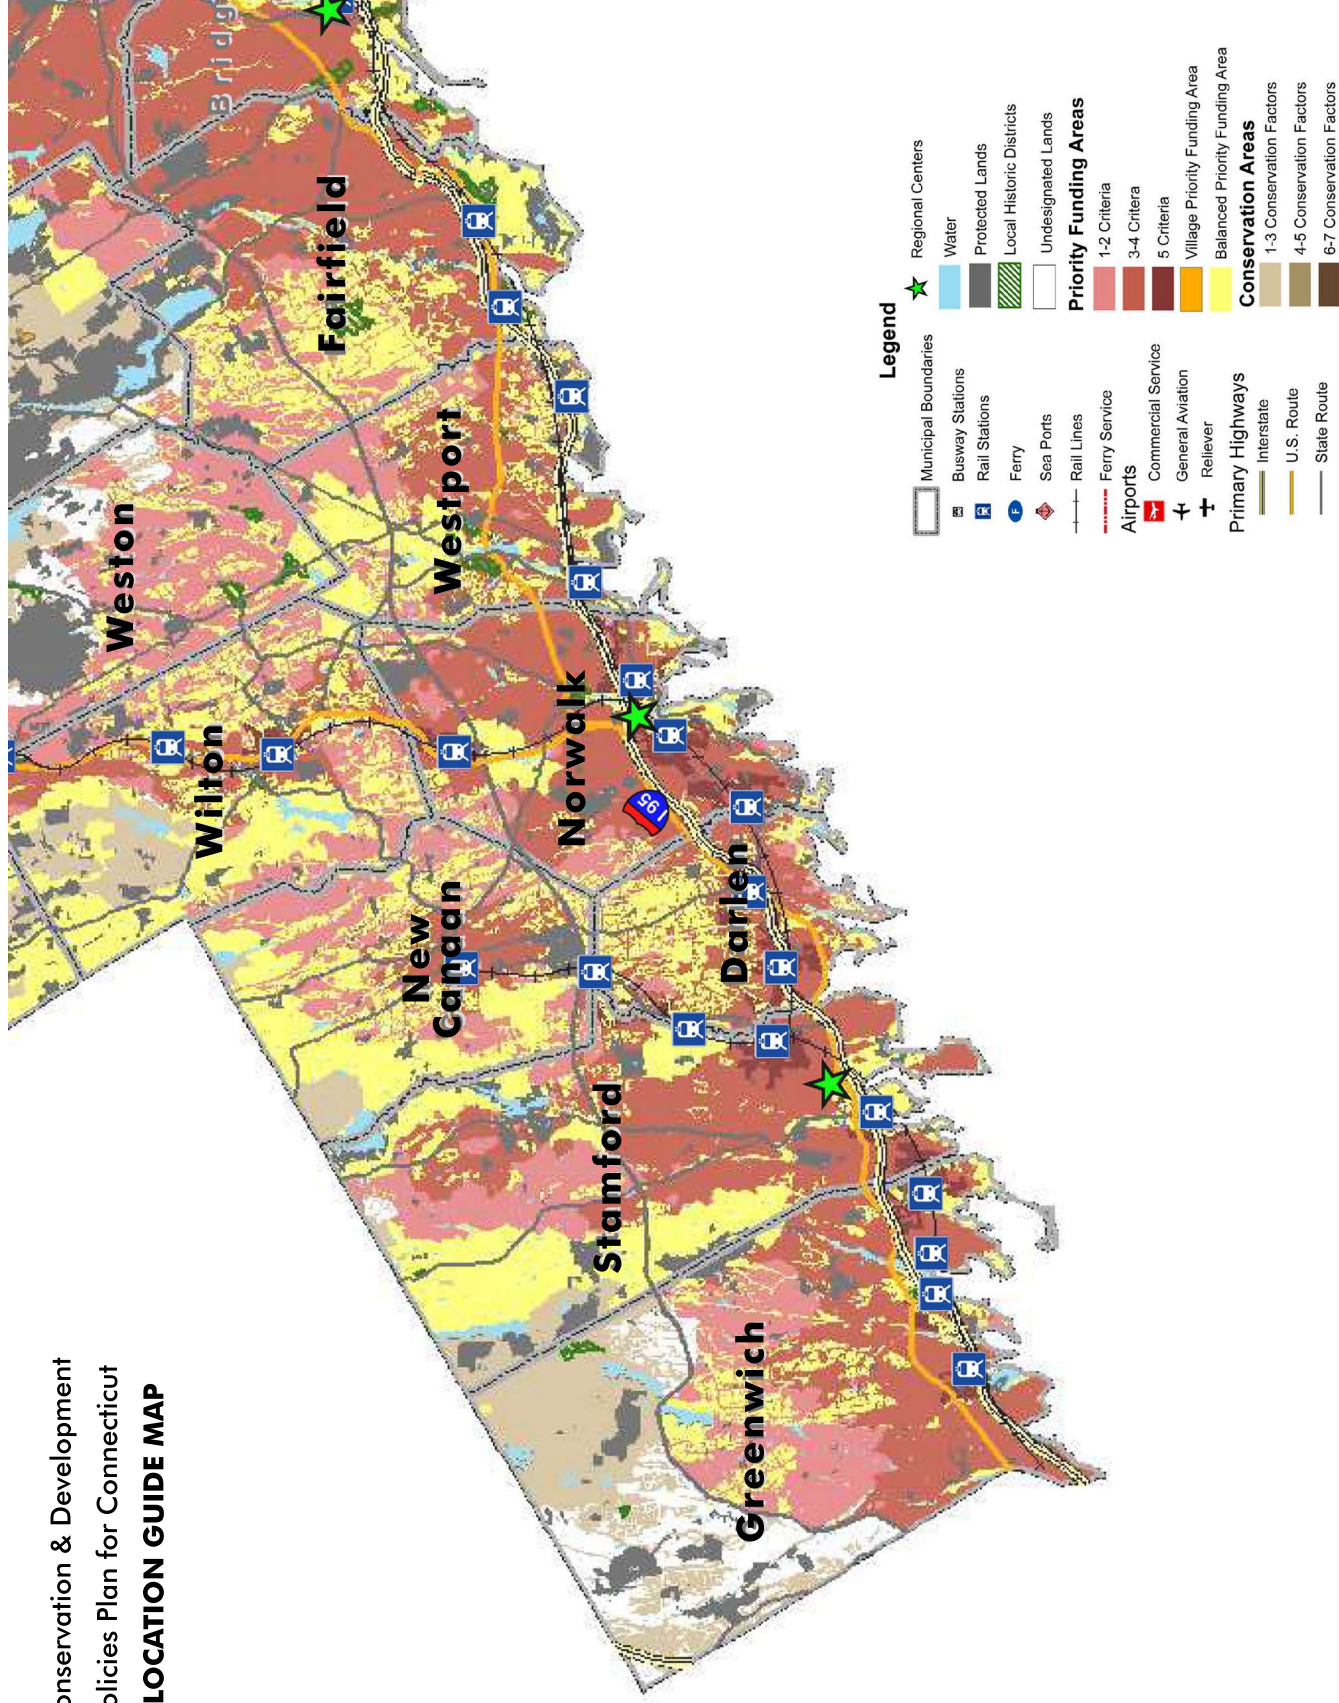 onservation & Development
olicies Plan for Connecticut
LOCATION GUIDE MAP
Weston
Wilton
Fairfield
Bridg
Westport
New
Canaan
Norwalk
95
Darien
Stamford
Greenwich
Legend
Municipal Boundaries
Busway Stations
Rail Stations
F
Ferry
Sea Ports
Rail Lines
Ferry Service
Airports
Commercial Service
General Aviation
Reliever
Primary Highways
Interstate
U.S. Route
State Route
Regional Centers
Water
Protected Lands
Local Historic Districts
Undesignated Lands
Priority Funding Areas
1-2 Criteria
3-4 Critera
5 Criteria
Village Priority Funding Area
Balanced Priority Funding Area
Conservation Areas
1-3 Conservation Factors
4-5 Conservation Factors
6-7 Conservation Factors